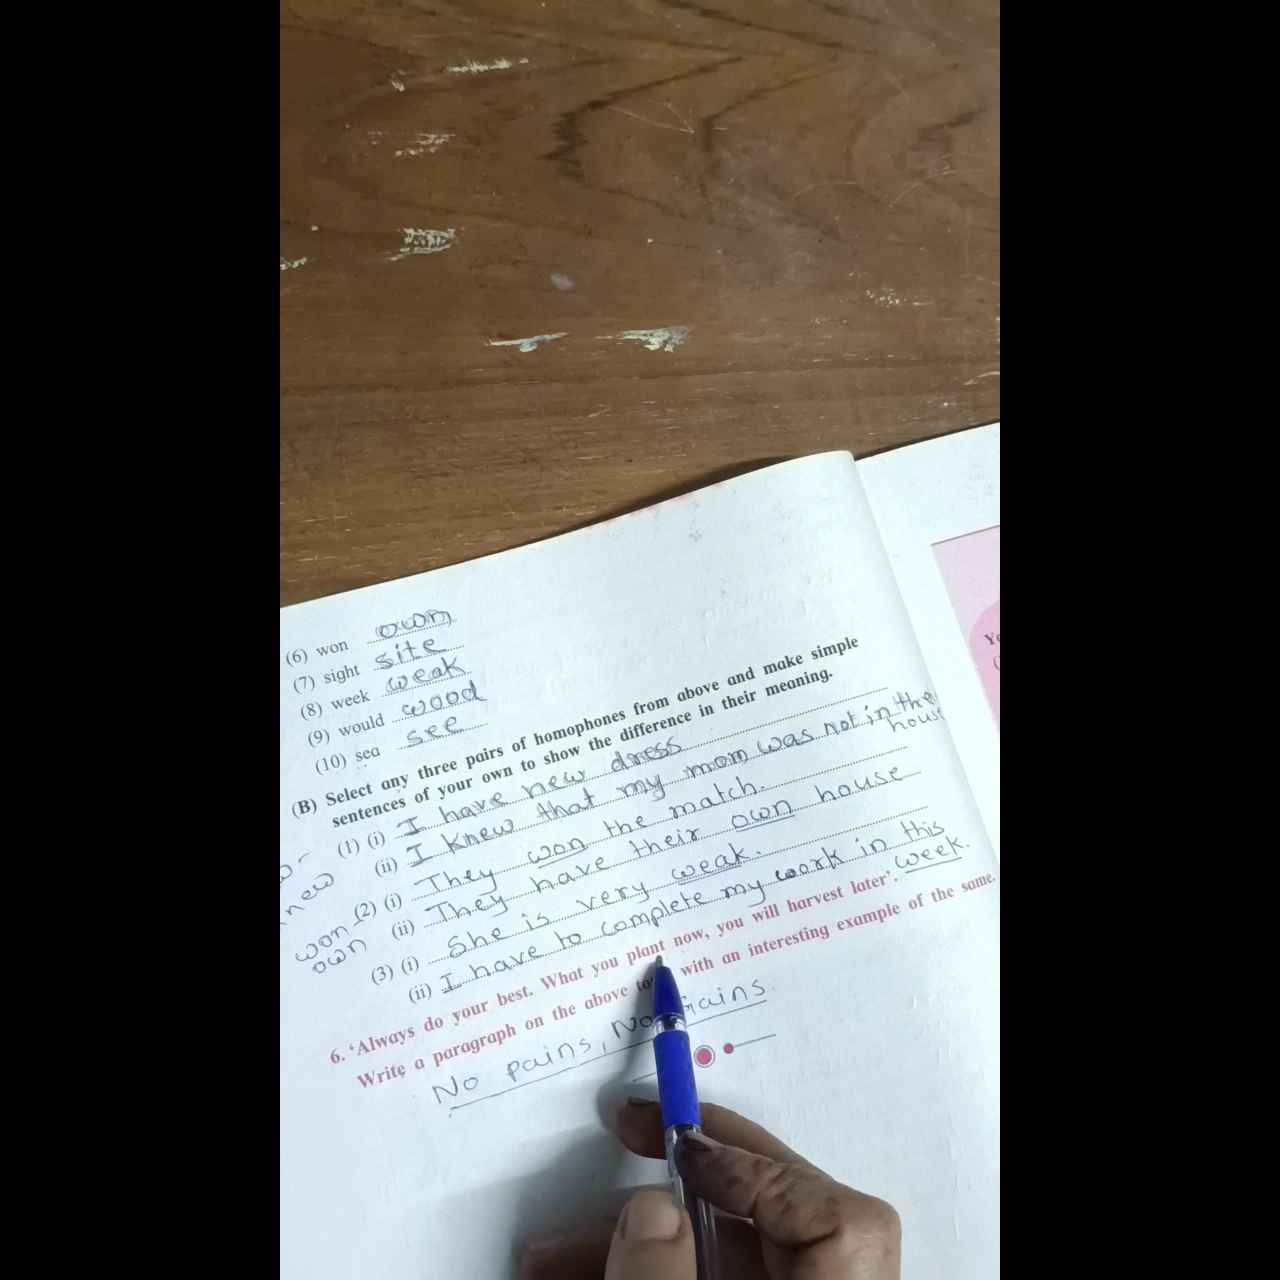 (6) won own
(7) sight site
(8) week weak
(9) would wood
(10) sea see
(B) Select any three pairs of homophones from above and make simple
sentences of your own to show the difference in their meaning.
(1) (i) I have new dress
(ii) I knew that my mom was not in the
house
new
(2) (i) They won the match.
(ii) They have their own house
won
own
(3) (i) She is very weak.
(ii) I have to complete my work in this
week.
6. 'Always do your best. What you plant now, you will harvest later'.
Write a paragraph on the above with an interesting example of the same.
No pains, No Gains.